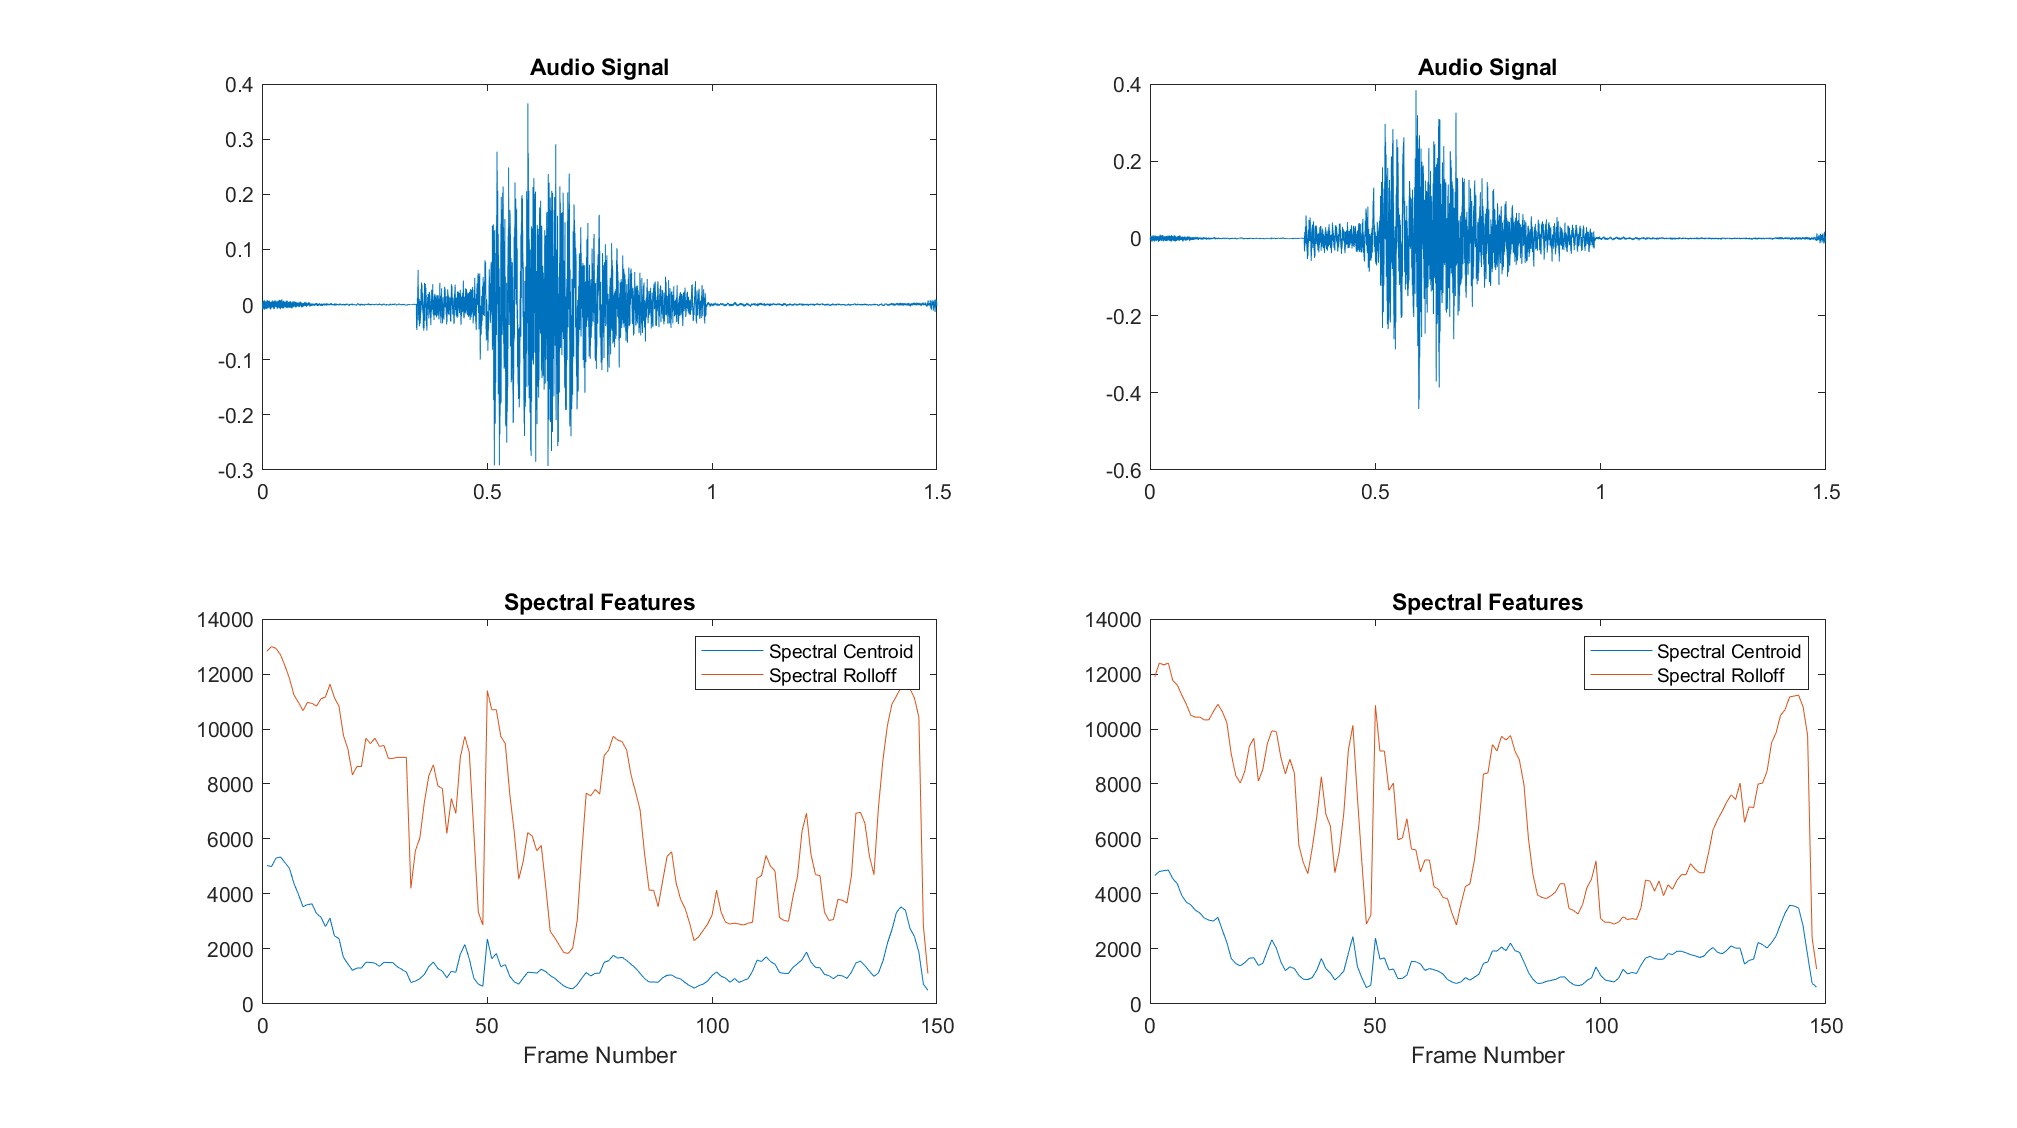 Audio Signal
0.4
0.3
0.2
0.1
0
-0.1
-0.2
-0.3
0 0.5 1 1.5
Audio Signal
0.4
0.2
0
-0.2
-0.4
-0.6
0 0.5 1 1.5
Spectral Features
14000
12000
10000
8000
6000
4000
2000
0
Spectral Centroid
Spectral Rolloff
0 50 100 150
Frame Number
Spectral Features
14000
12000
10000
8000
6000
4000
2000
0
Spectral Centroid
Spectral Rolloff
0 50 100 150
Frame Number